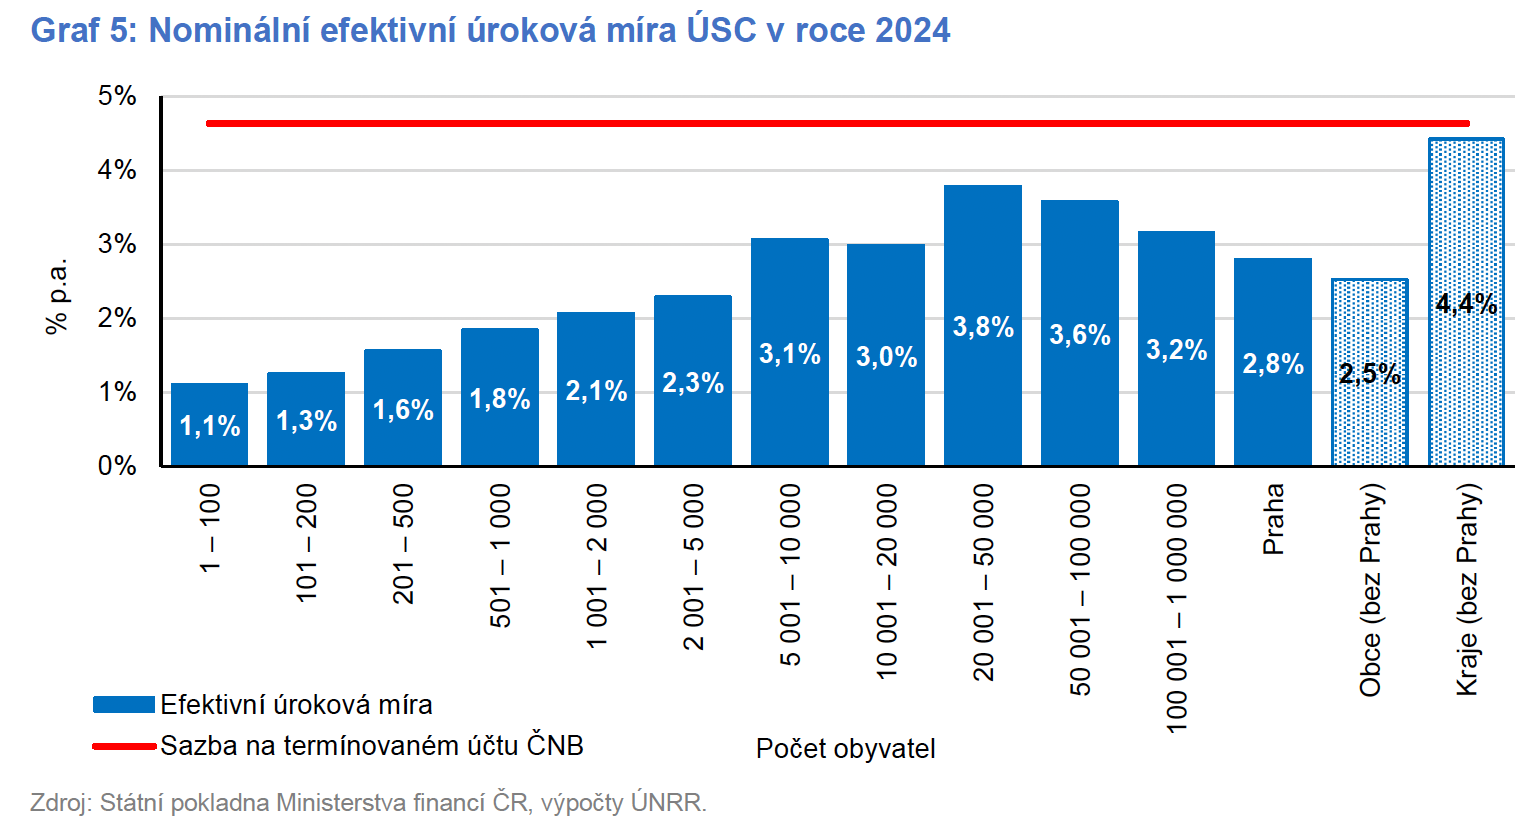 Graf 5: Nominální efektivní úroková míra ÚSC v roce 2024
5%
4%
3%
2%
1%
0%
% p.a.
1,1%
1,3%
1,6%
1,8%
2,1%
2,3%
3,1%
3,0%
3,8%
3,6%
3,2%
2,8%
2,5%
4,4%
1 – 100
101 – 200
201 – 500
501 – 1 000
1 001 – 2 000
2 001 – 5 000
5 001 – 10 000
10 001 – 20 000
20 001 – 50 000
50 001 – 100 000
100 001 – 1 000 000
Praha
Obce (bez Prahy)
Kraje (bez Prahy)
Efektivní úroková míra
Sazba na termínovaném účtu ČNB
Počet obyvatel
Zdroj: Státní pokladna Ministerstva financí ČR, výpočty ÚNRR.